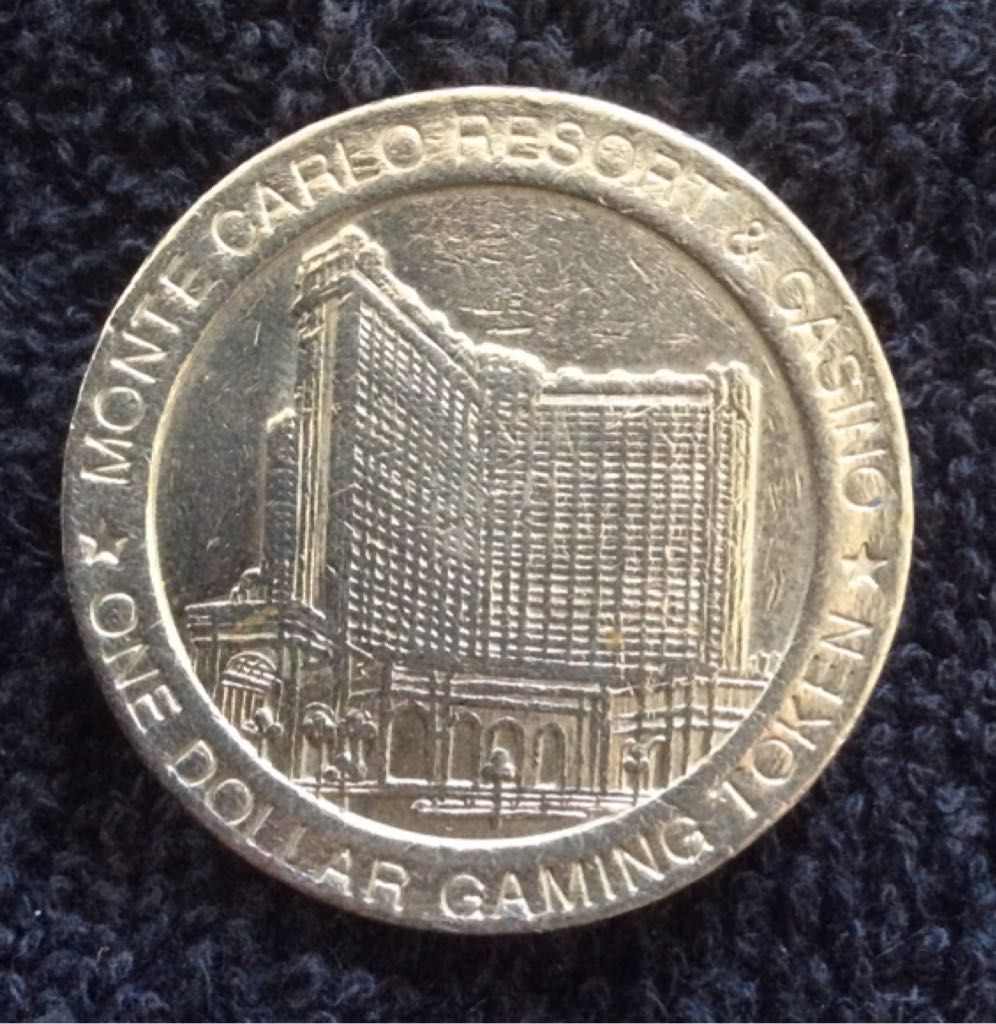 MONTE CARLO RESORT & CASINO
ONE DOLLAR GAMING TOKEN